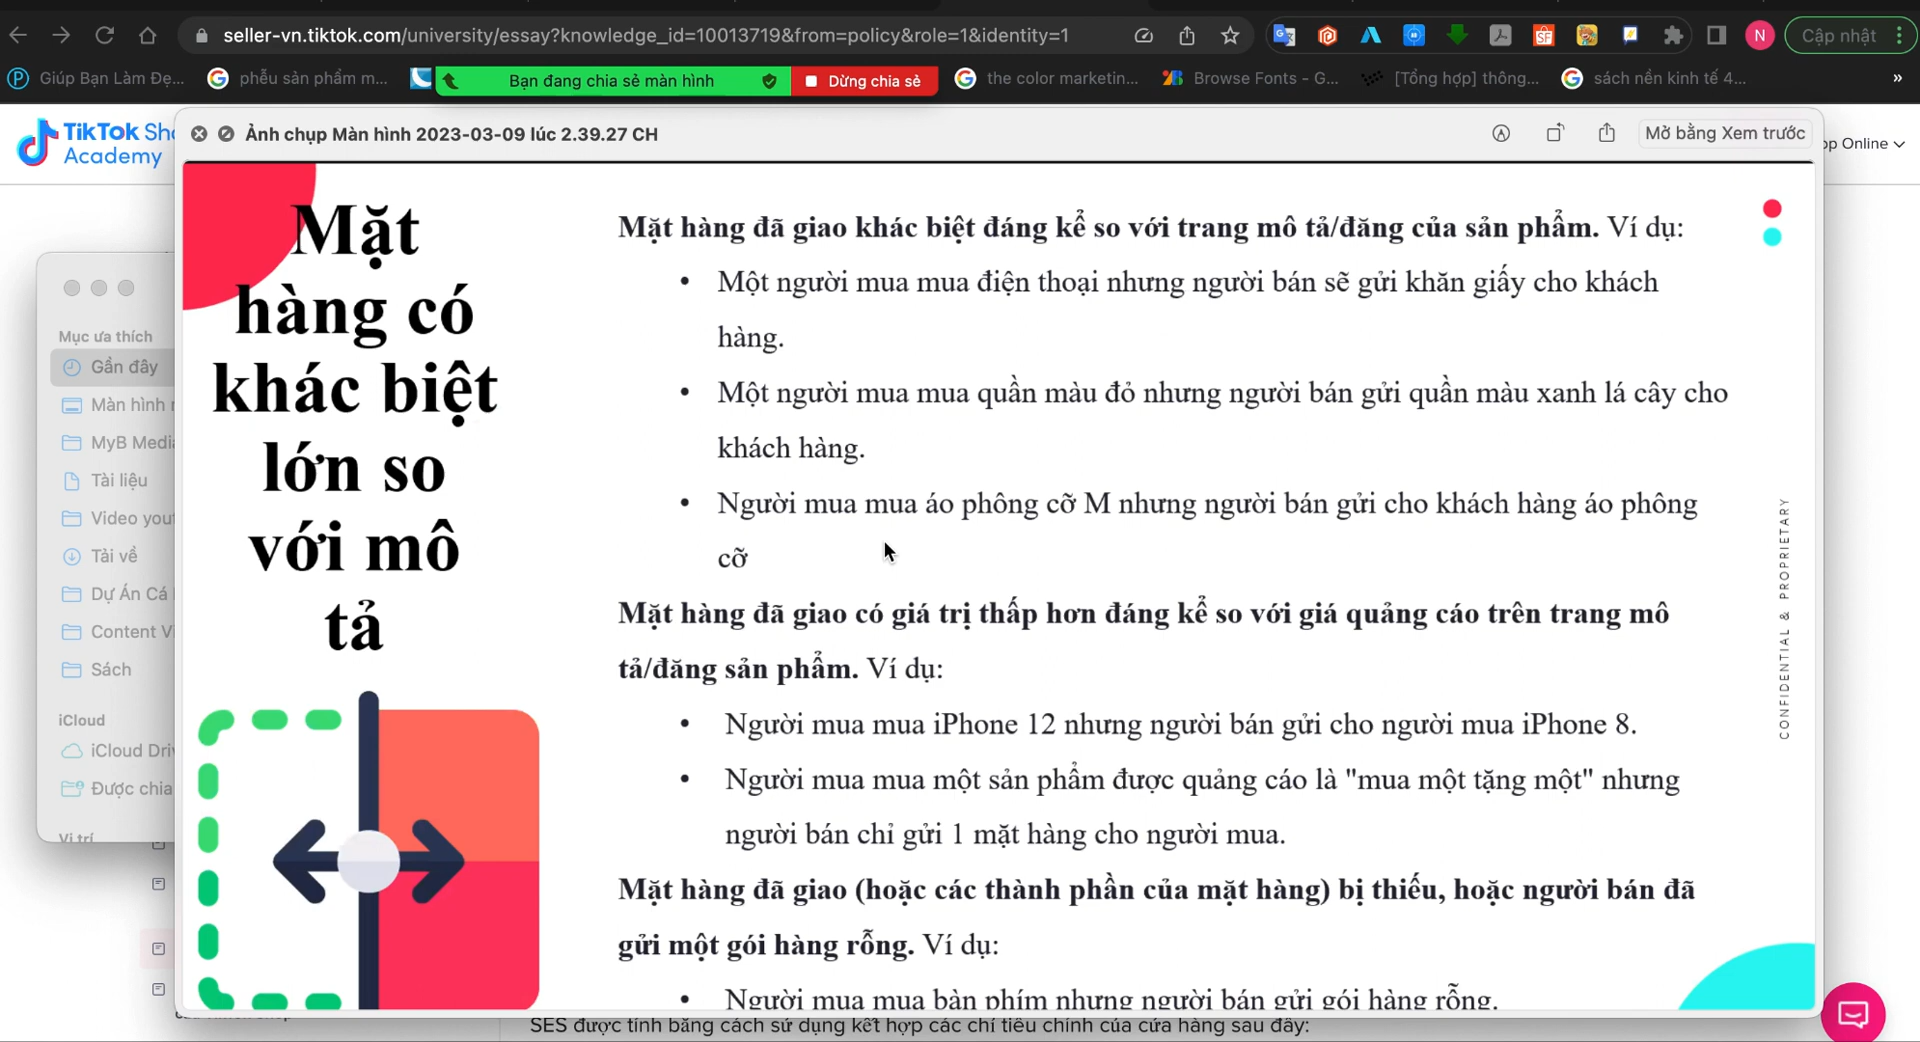 seller-vn.tiktok.com/university/essay?knowledge_id=10013719&from=policy&role=1&identity=1
N
Cập nhật
Giúp Bạn Làm Đẹ...
phễu sản phẩm m...
Bạn đang chia sẻ màn hình
Dừng chia sẻ
the color marketin...
Browse Fonts - G...
[Tổng hợp] thông...
sách nền kinh tế 4...
»
TikTok Sho
Academy
Ảnh chụp Màn hình 2023-03-09 lúc 2.39.27 CH
Mở bằng Xem trước
op Online
Mục ưa thích
Gần đây
Màn hình
MyB Medi
Tài liệu
Video yout
Tải về
Dự Án Cá
Content Vi
Sách
iCloud
iCloud Driv
Được chia
Vị trí
Mặt
hàng có
khác biệt
lớn so
với mô
tả
Mặt hàng đã giao khác biệt đáng kể so với trang mô tả/đăng của sản phẩm. Ví dụ:
• Một người mua mua điện thoại nhưng người bán sẽ gửi khăn giấy cho khách
hàng.
• Một người mua mua quần màu đỏ nhưng người bán gửi quần màu xanh lá cây cho
khách hàng.
• Người mua mua áo phông cỡ M nhưng người bán gửi cho khách hàng áo phông
cỡ
Mặt hàng đã giao có giá trị thấp hơn đáng kể so với giá quảng cáo trên trang mô
tả/đăng sản phẩm. Ví dụ:
• Người mua mua iPhone 12 nhưng người bán gửi cho người mua iPhone 8.
• Người mua mua một sản phẩm được quảng cáo là "mua một tặng một" nhưng
người bán chỉ gửi 1 mặt hàng cho người mua.
Mặt hàng đã giao (hoặc các thành phần của mặt hàng) bị thiếu, hoặc người bán đã
gửi một gói hàng rỗng. Ví dụ:
• Người mua mua bàn phím nhưng người bán gửi gói hàng rỗng.
CONFIDENTIAL & PROPRIETARY
SES được tính bằng cách sử dụng kết hợp các chỉ tiêu chính của cửa hàng sau đây: